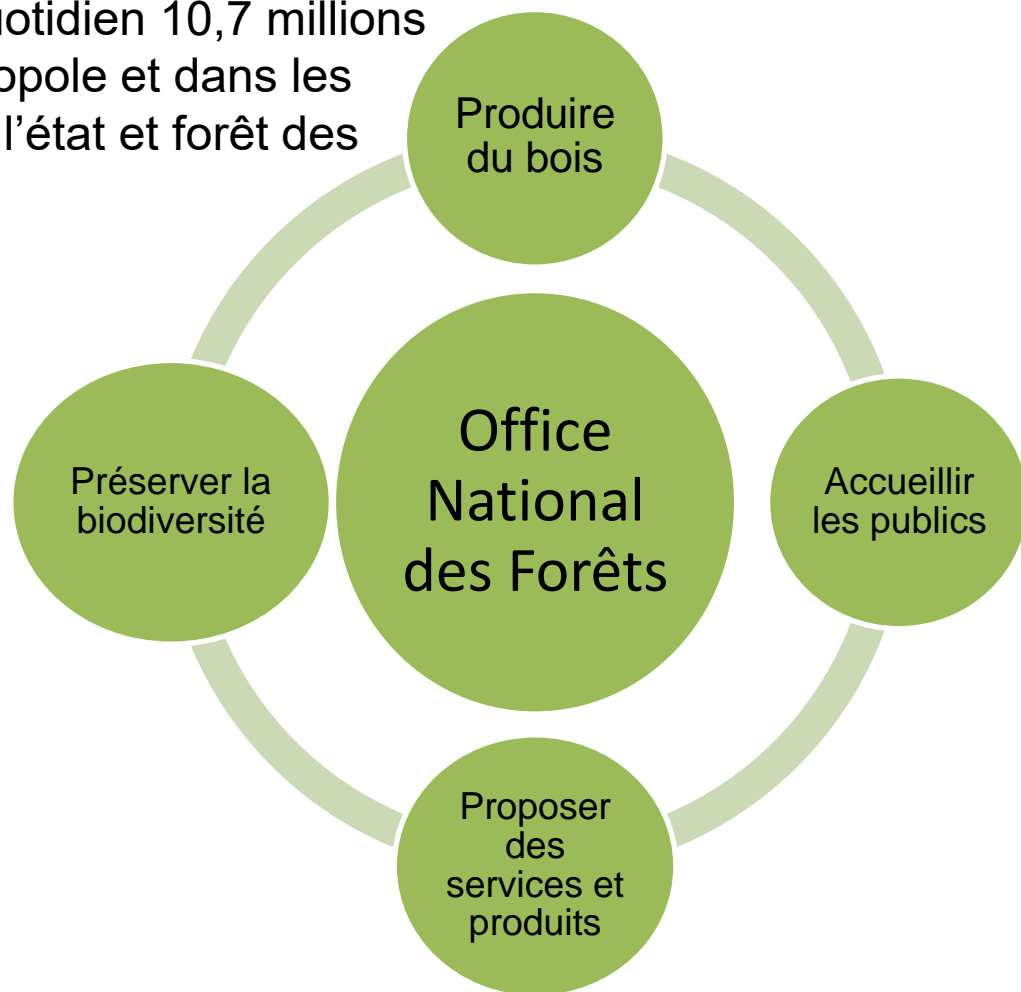 uotidien 10,7 millions
opole et dans les
l’état et forêt des
Produire
du bois
Préserver la
biodiversité
Office
National
des Forêts
Accueillir
les publics
Proposer
des
services et
produits